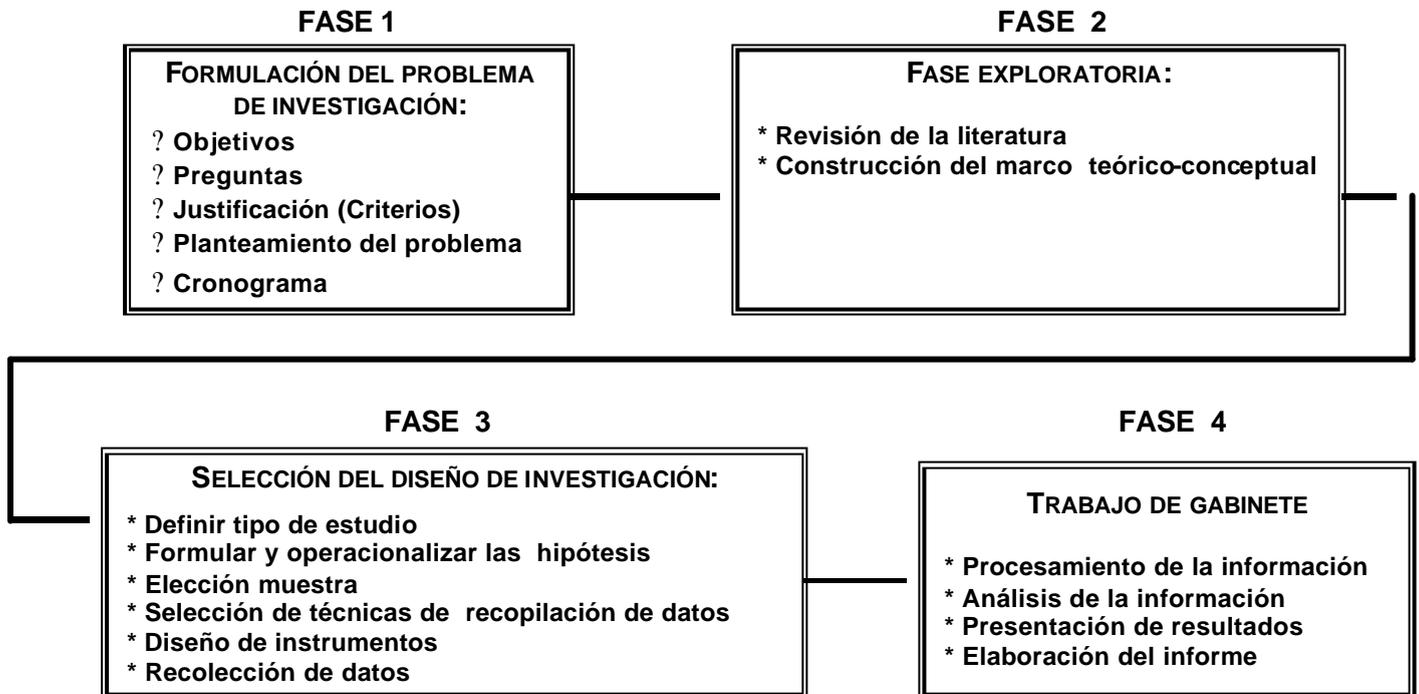 FASE 1
FORMULACIÓN DEL PROBLEMA
DE INVESTIGACIÓN:
? Objetivos
? Preguntas
? Justificación (Criterios)
? Planteamiento del problema
? Cronograma
FASE 2
FASE EXPLORATORIA:
* Revisión de la literatura
* Construcción del marco teórico-conceptual
FASE 3
SELECCIÓN DEL DISEÑO DE INVESTIGACIÓN:
* Definir tipo de estudio
* Formular y operacionalizar las hipótesis
* Elección muestra
* Selección de técnicas de recopilación de datos
* Diseño de instrumentos
* Recolección de datos
FASE 4
TRABAJO DE GABINETE
* Procesamiento de la información
* Análisis de la información
* Presentación de resultados
* Elaboración del informe